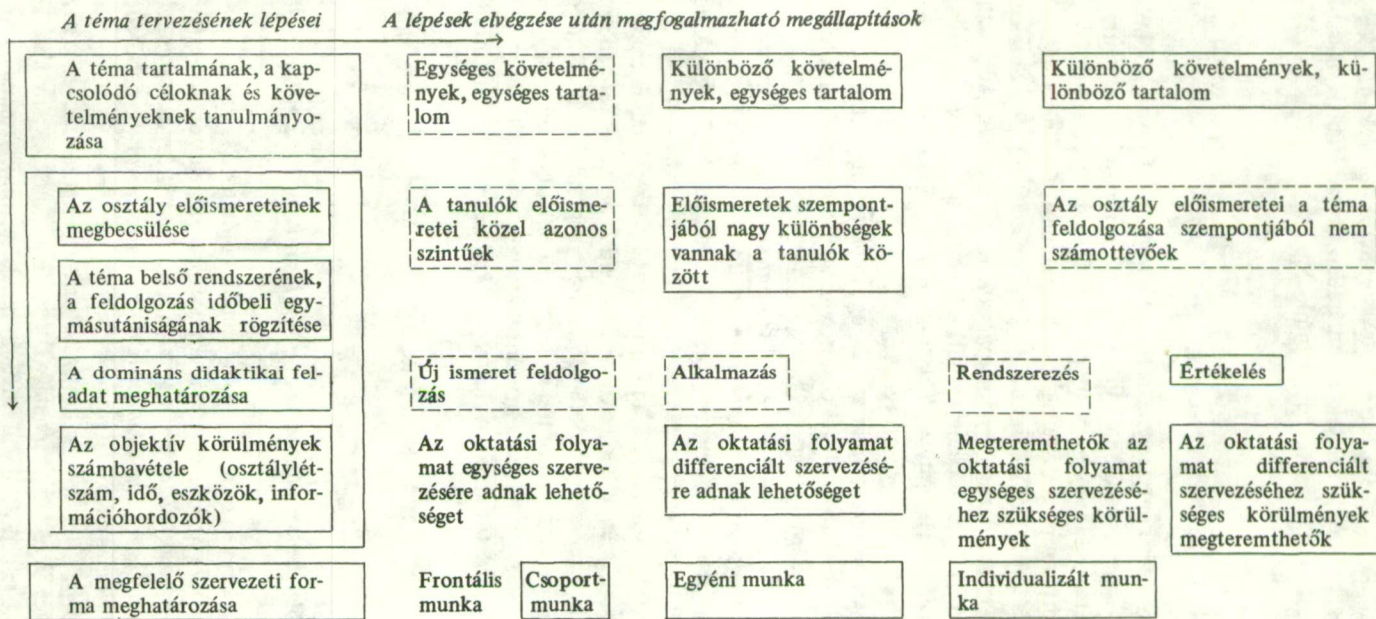 A téma tervezésének lépései
A lépések elvégzése után megfogalmazható megállapítások
A téma tartalmának, a kap-
csolódó céloknak és köve-
telményeknek tanulmányo-
zása
Egységes követelmé-
nyek, egységes tarta-
lom
Különböző követelmé-
nyek, egységes tartalom
Különböző követelmények, kü-
lönböző tartalom
Az osztály előismereteinek
megbecsülése
A tanulók előisme-
retei közel azonos
szintűek
Előismeretek szempont-
jából nagy különbségek
vannak a tanulók kö-
zött
Az osztály előismeretei a téma
feldolgozása szempontjából nem
számottevőek
A téma belső rendszerének,
a feldolgozás időbeli egy-
másutániságának rögzítése
A domináns didaktikai fel-
adat meghatározása
Új ismeret feldolgo-
zás
Alkalmazás
Rendszerezés
Értékelés
Az objektív körülmények
számbavétele (osztálylét-
szám, idő, eszközök, infor-
mációhordozók)
Az oktatási folya-
mat egységes szerve-
zésére adnak lehető-
séget
Az oktatási folyamat
differenciált szervezésé-
re adnak lehetőséget
Megteremthetők az
oktatási folyamat
egységes szervezésé-
hez szükséges körül-
mények
Az oktatási folya-
mat differenciált
szervezéséhez szük-
séges körülmények
megteremthetők
A megfelelő szervezeti for-
ma meghatározása
Frontális
munka
Csoport-
munka
Egyéni munka
Individualizált mun-
ka